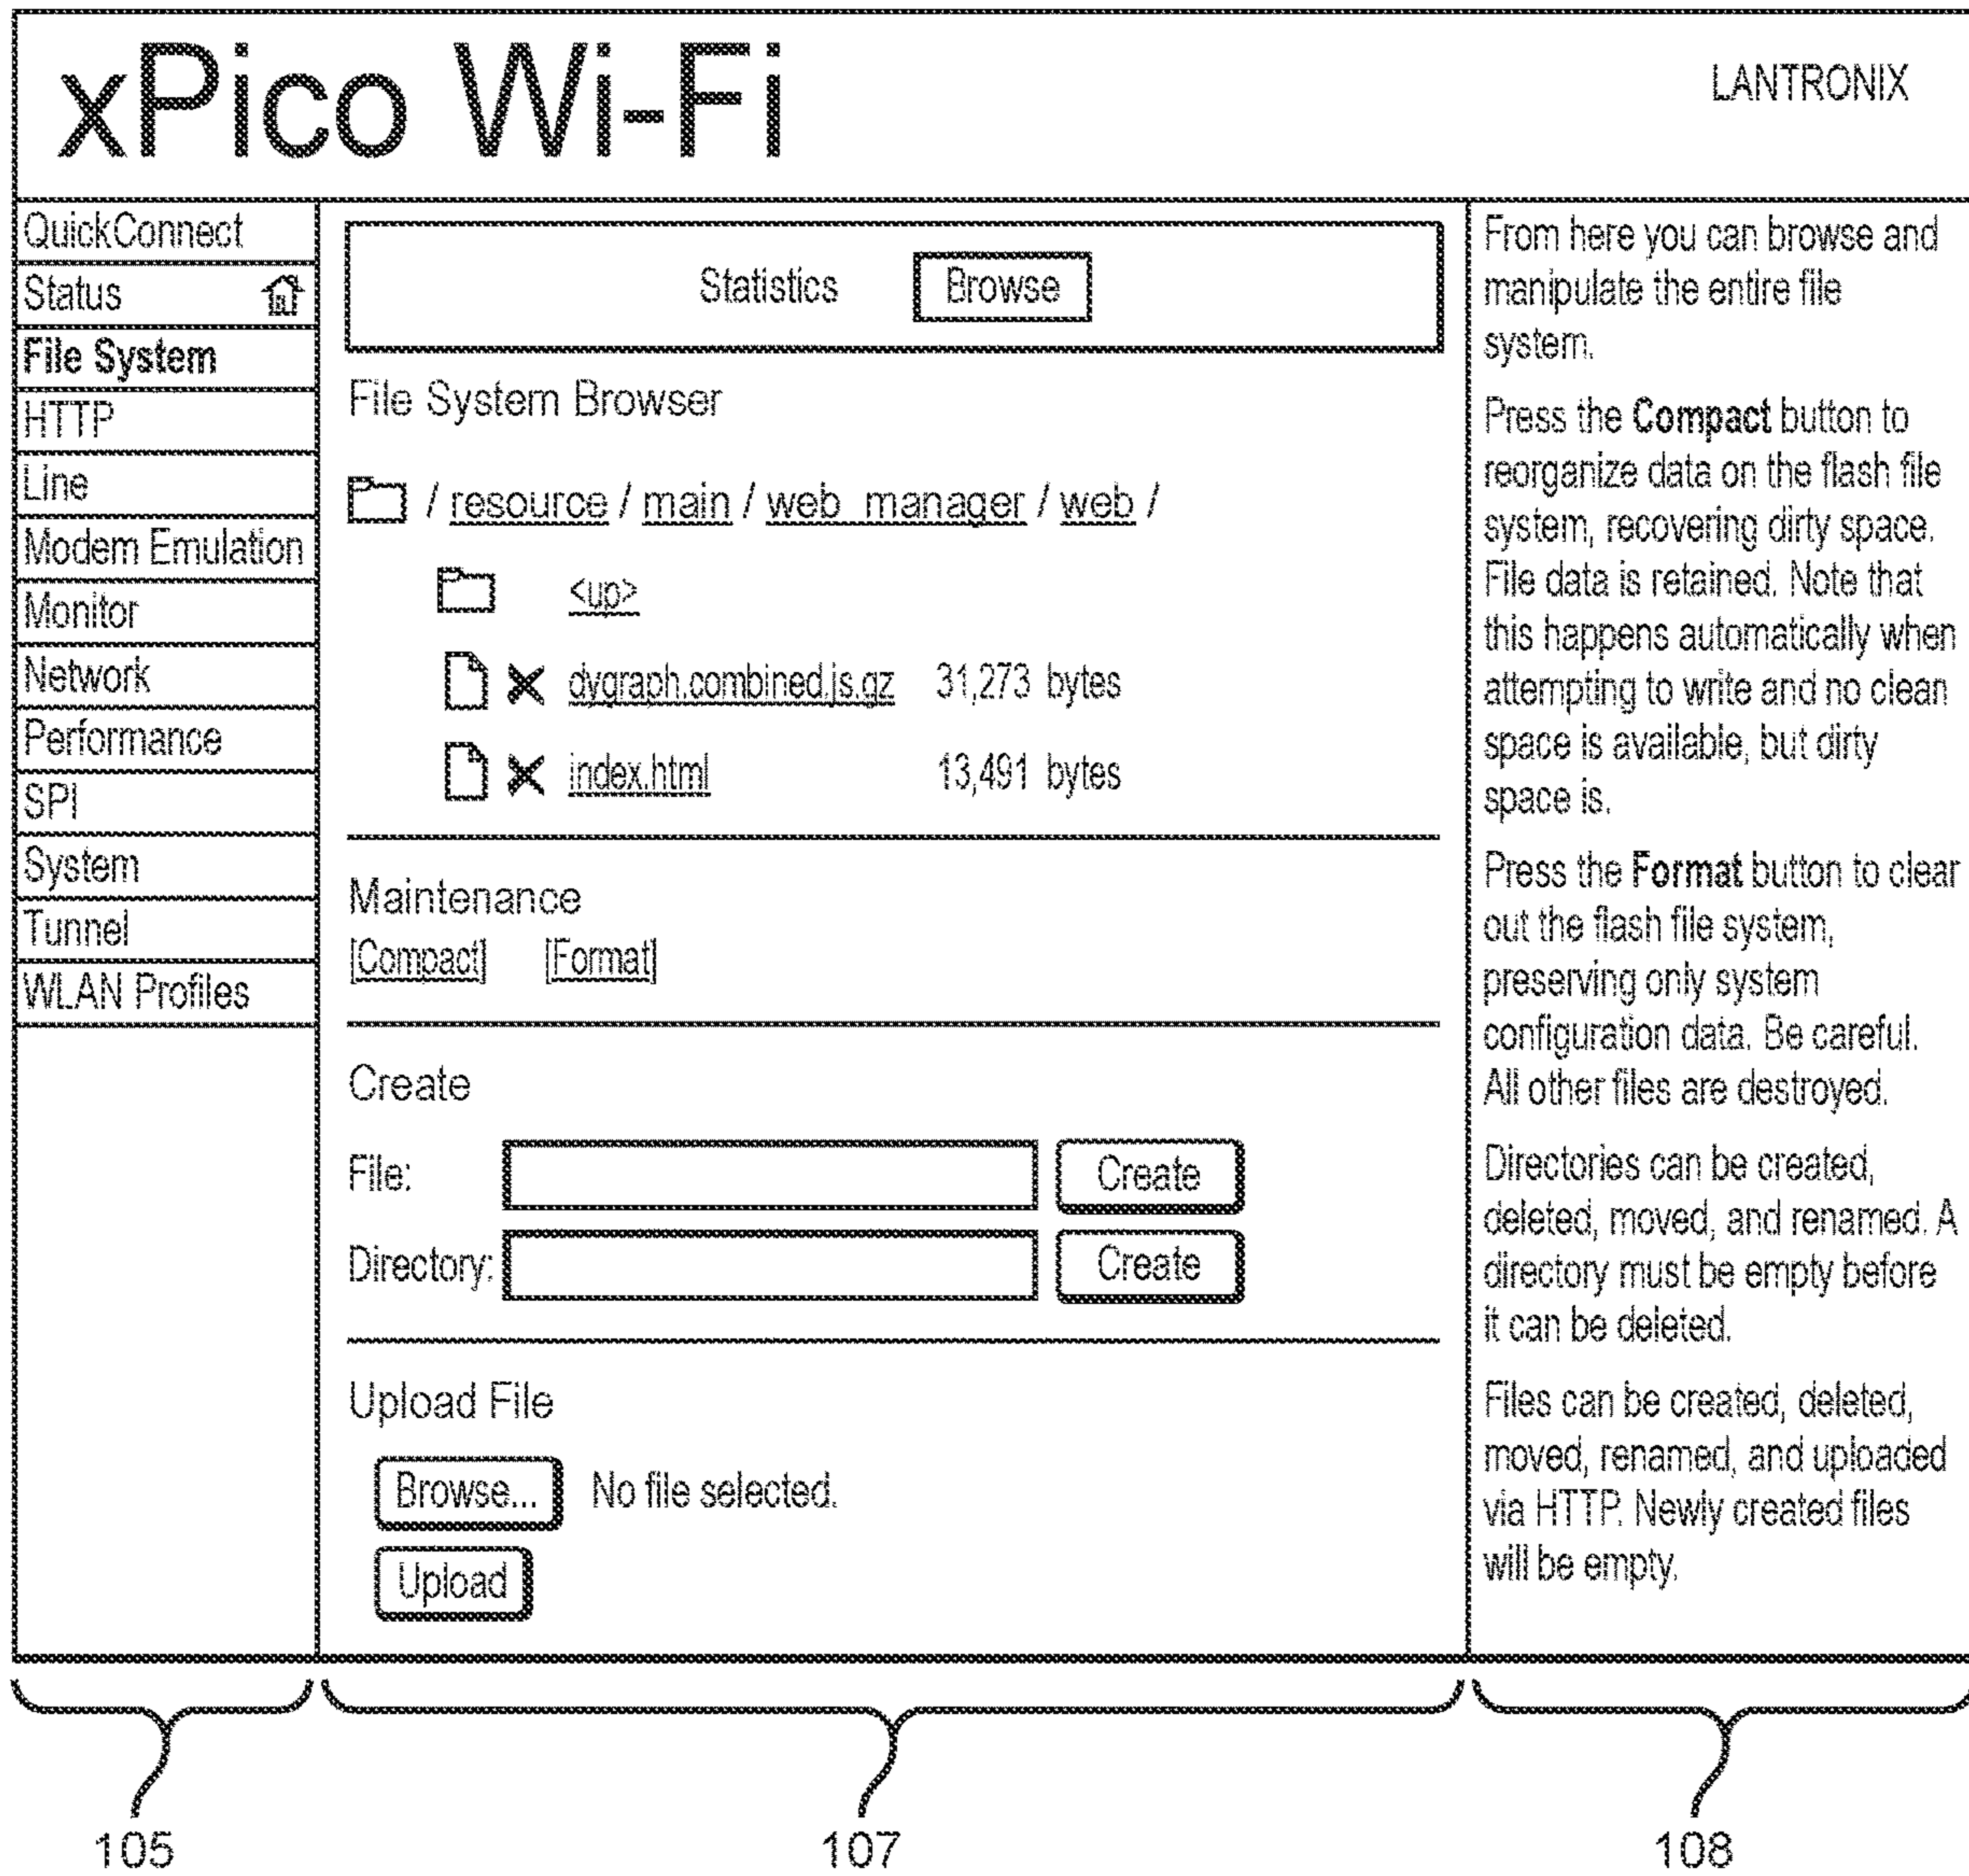 xPico Wi-Fi
LANTRONIX
QuickConnect
Status
File System
HTTP
Line
Modem Emulation
Monitor
Network
Performance
SPI
System
Tunnel
WLAN Profiles
Statistics Browse
File System Browser
/ resource / main / web_manager / web /
<up>
dygraph.combined.js.gz 31,273 bytes
index.html 13,491 bytes
Maintenance
[Compact] [Format]
Create
File: Create
Directory: Create
Upload File
Browse... No file selected.
Upload
From here you can browse and
manipulate the entire file
system.
Press the Compact button to
reorganize data on the flash file
system, recovering dirty space.
File data is retained. Note that
this happens automatically when
attempting to write and no clean
space is available, but dirty
space is.
Press the Format button to clear
out the flash file system,
preserving only system
configuration data. Be careful.
All other files are destroyed.
Directories can be created,
deleted, moved, and renamed. A
directory must be empty before
it can be deleted.
Files can be created, deleted,
moved, renamed, and uploaded
via HTTP. Newly created files
will be empty.
105 107 108